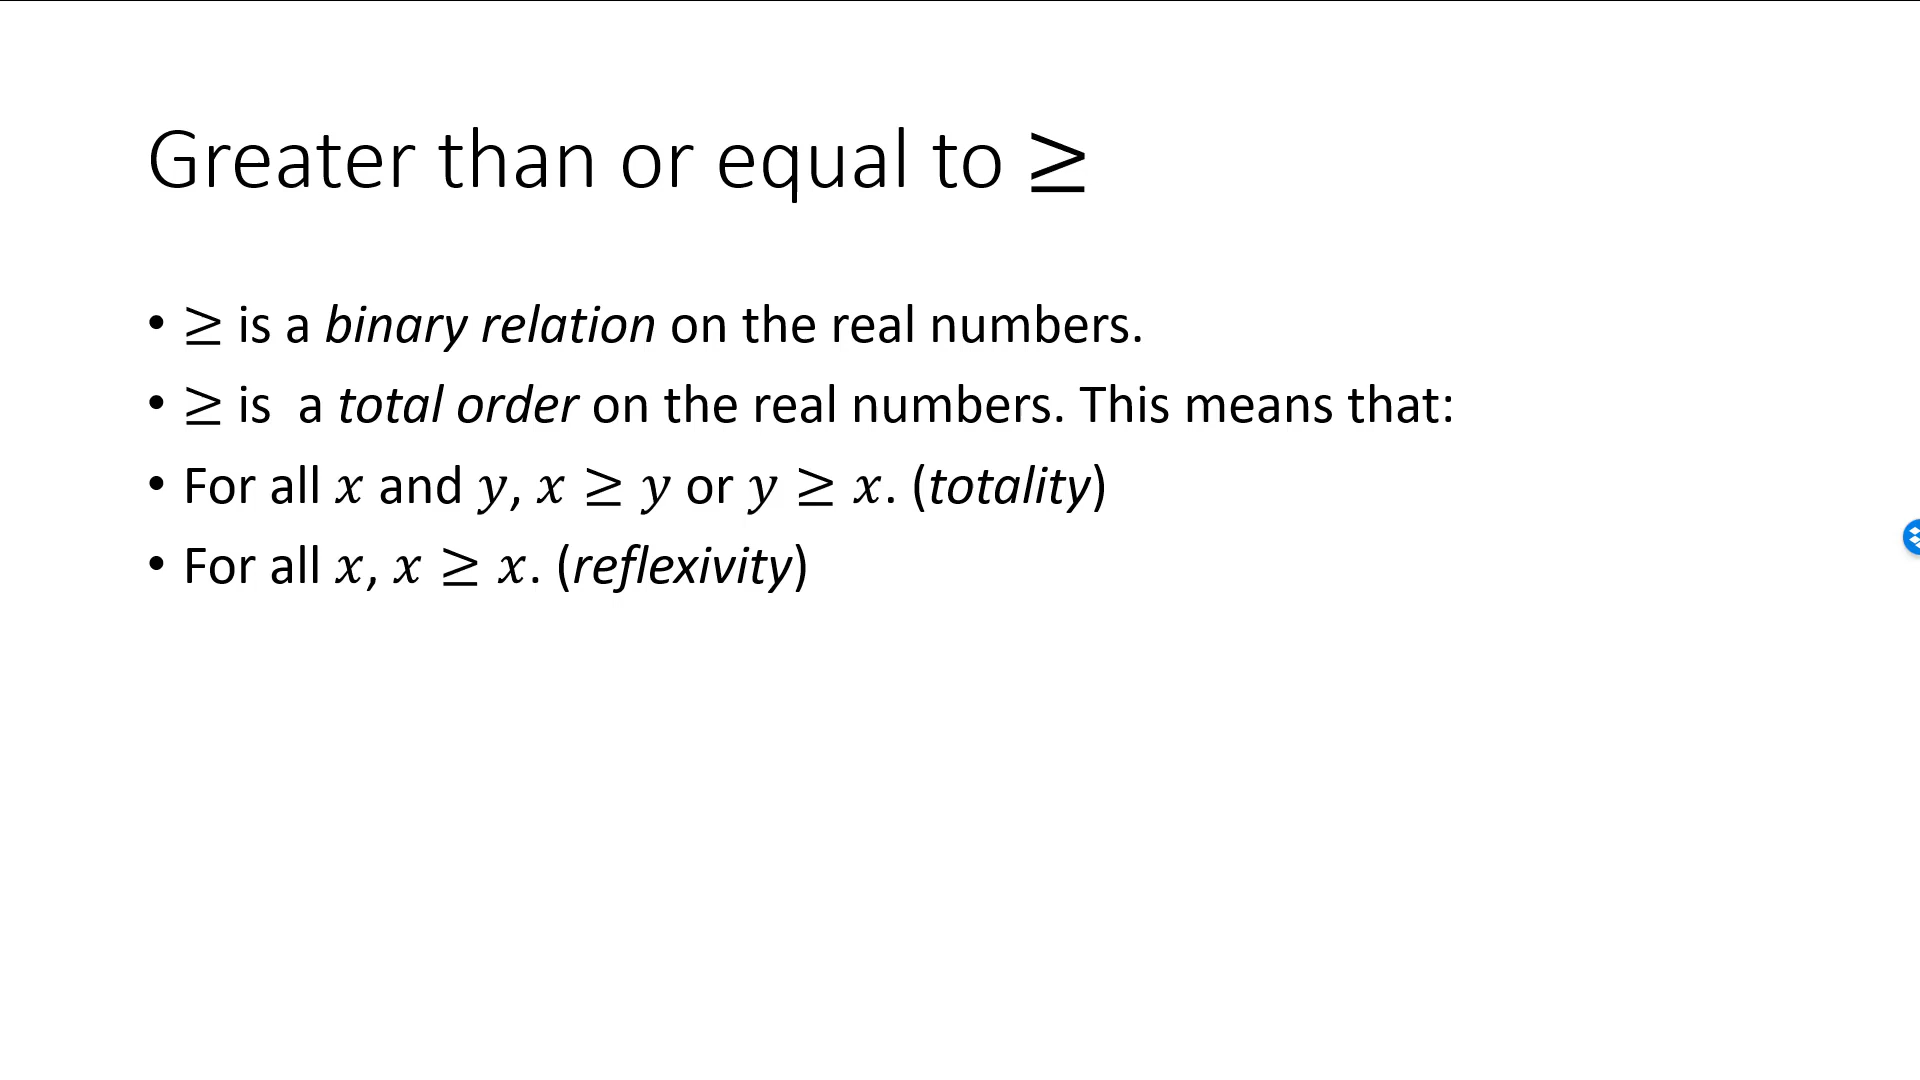 Greater than or equal to ≥
• ≥ is a binary relation on the real numbers.
• ≥ is  a total order on the real numbers. This means that:
• For all x and y, x ≥ y or y ≥ x. (totality)
• For all x, x ≥ x. (reflexivity)